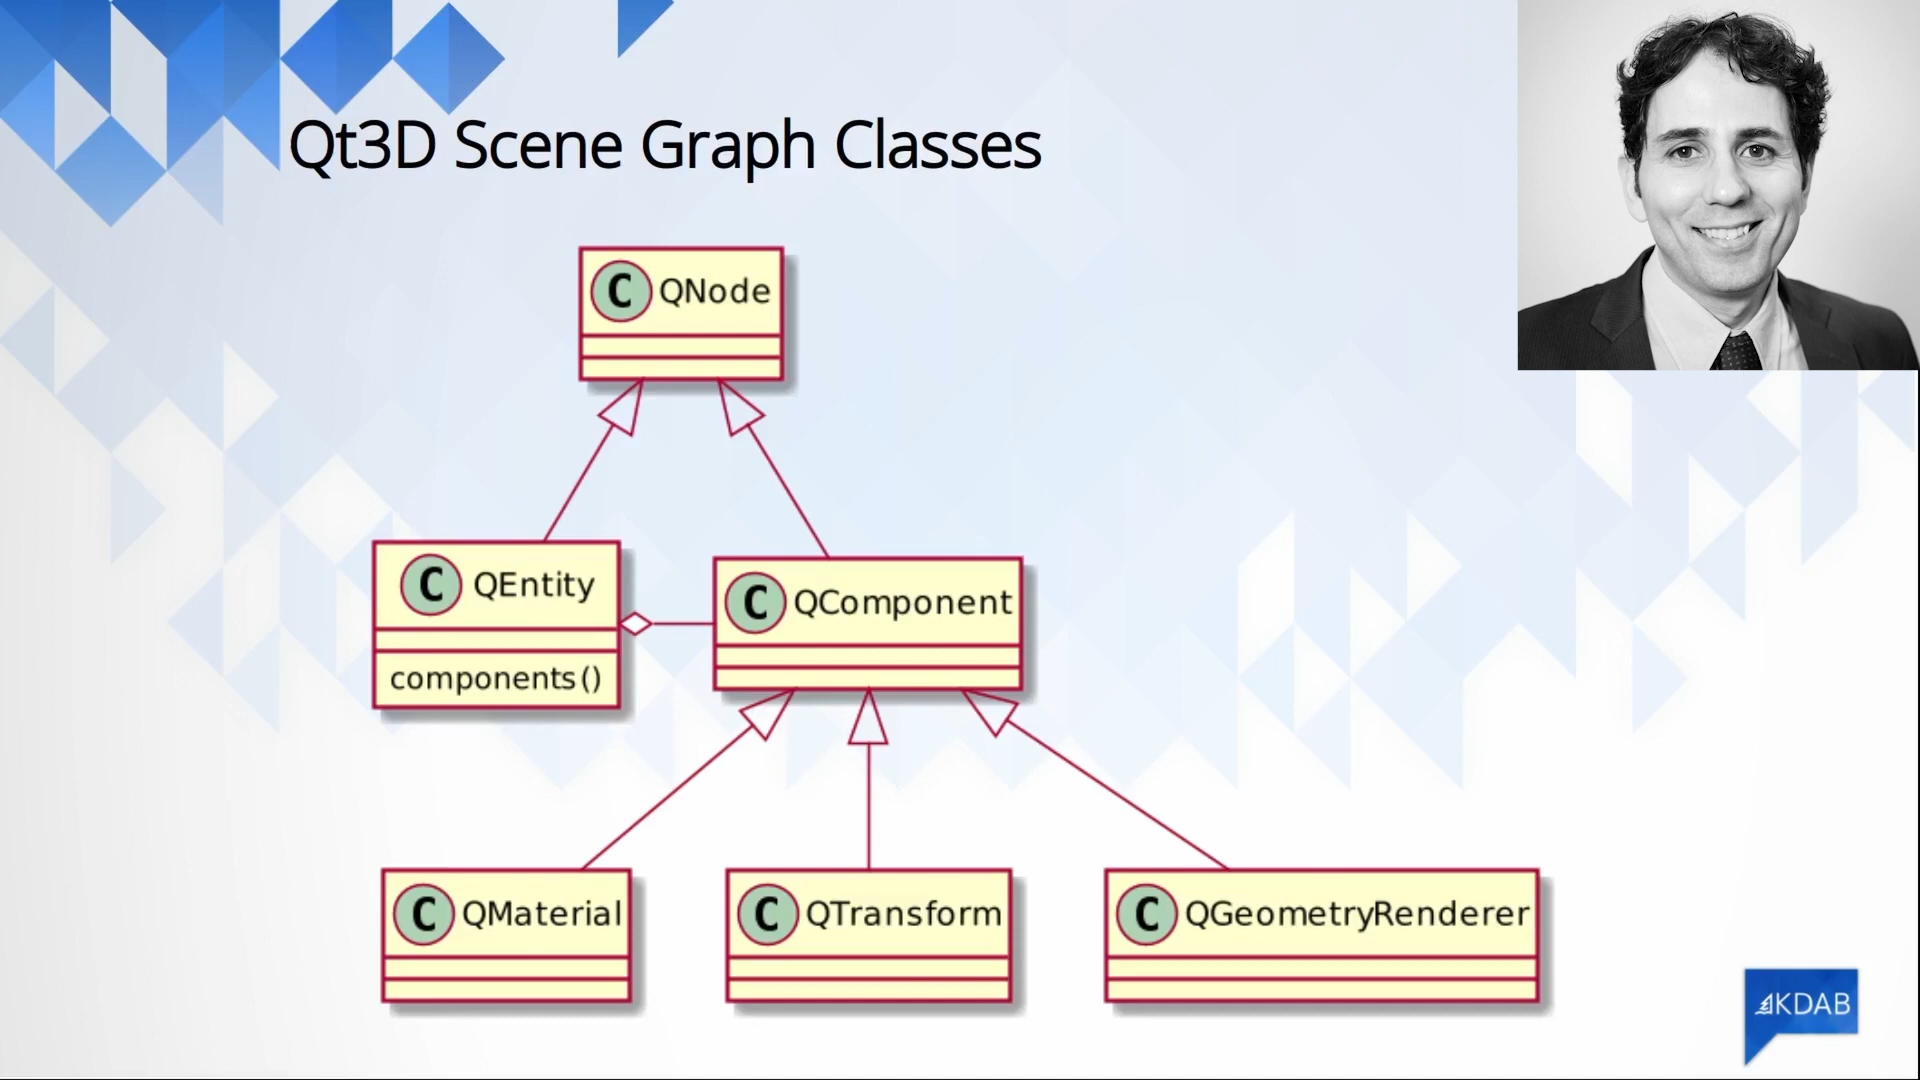 Qt3D Scene Graph Classes
C QNode
C QEntity
components()
C QComponent
C QMaterial
C QTransform
C QGeometryRenderer
KDAB